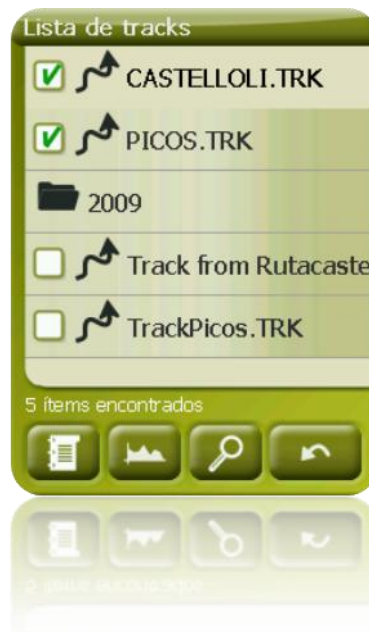 Lista de tracks
CASTELLOLI.TRK
PICOS.TRK
2009
Track from Rutacaste
TrackPicos.TRK
5 ítems encontrados